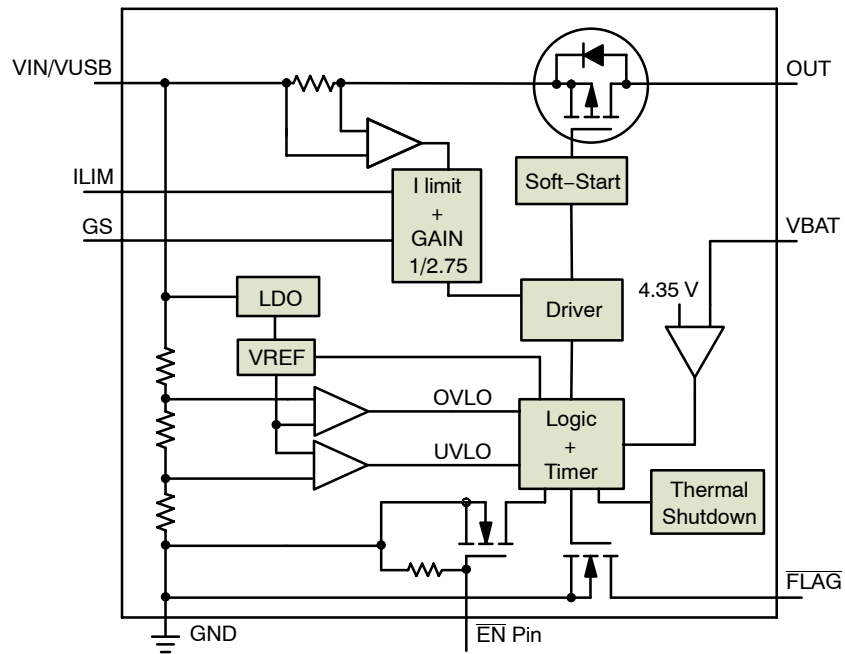 VIN/VUSB
OUT
ILIM
I limit
+
GAIN
1/2.75
Soft−Start
GS
VBAT
LDO
4.35 V
Driver
VREF
OVLO
Logic
+
Timer
UVLO
Thermal
Shutdown
FLAG
GND
EN Pin